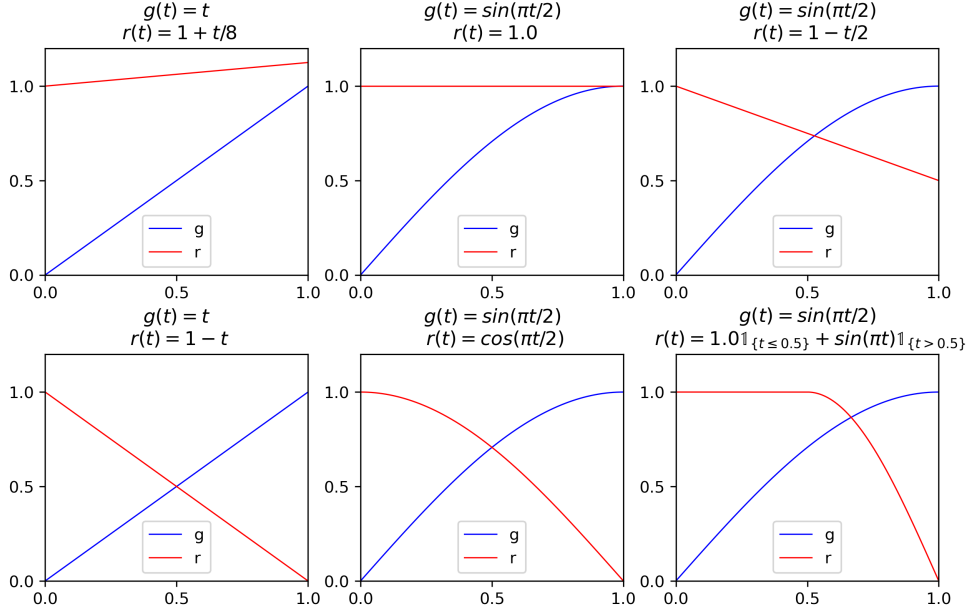 g(t) = t
r(t) = 1 + t/8
g(t) = sin(πt/2)
r(t) = 1.0
g(t) = sin(πt/2)
r(t) = 1 − t/2
1.0
0.5
0.0
g
r
0.0 0.5 1.0
1.0
0.5
0.0
g
r
0.0 0.5 1.0
1.0
0.5
0.0
g
r
0.0 0.5 1.0
g(t) = t
r(t) = 1 − t
g(t) = sin(πt/2)
r(t) = cos(πt/2)
g(t) = sin(πt/2)
r(t) = 1.0𝟙{t ≤ 0.5} + sin(πt)𝟙{t > 0.5}
1.0
0.5
0.0
g
r
0.0 0.5 1.0
1.0
0.5
0.0
g
r
0.0 0.5 1.0
1.0
0.5
0.0
g
r
0.0 0.5 1.0